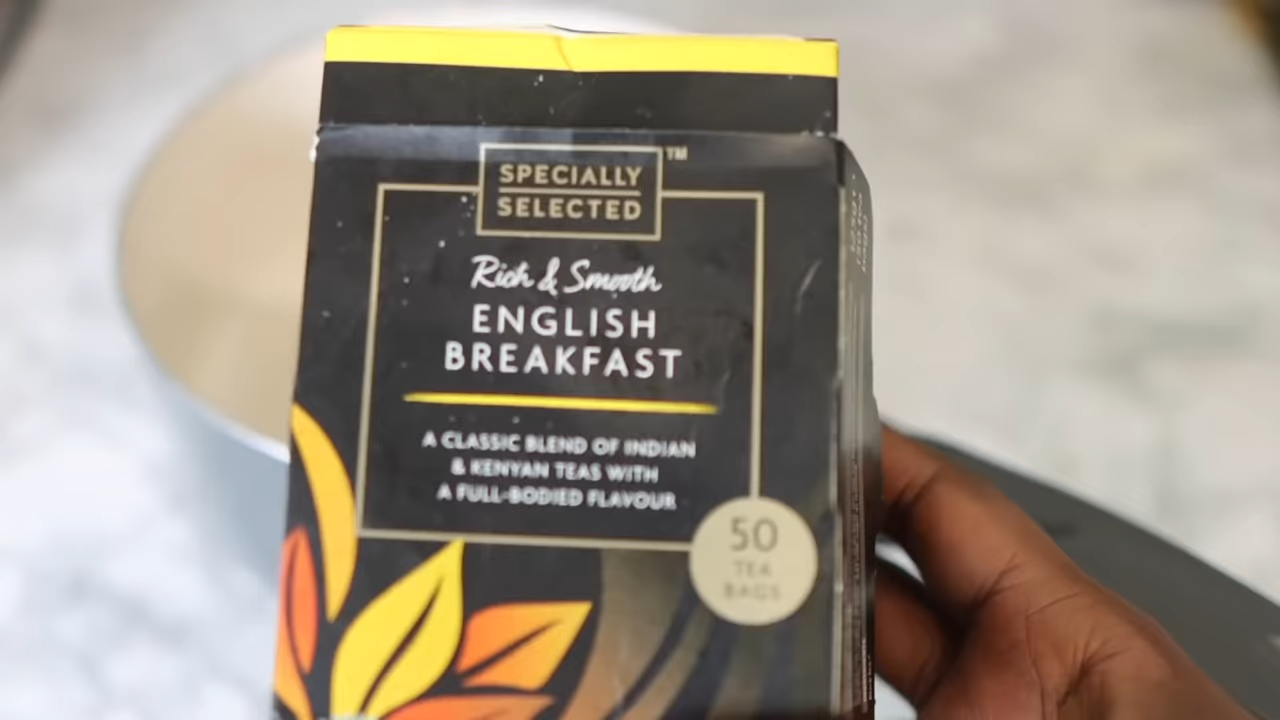 SPECIALLY
SELECTED
TM
Rich & Smooth
ENGLISH
BREAKFAST
A CLASSIC BLEND OF INDIAN
& KENYAN TEAS WITH
A FULL-BODIED FLAVOUR
50
TEA
BAGS